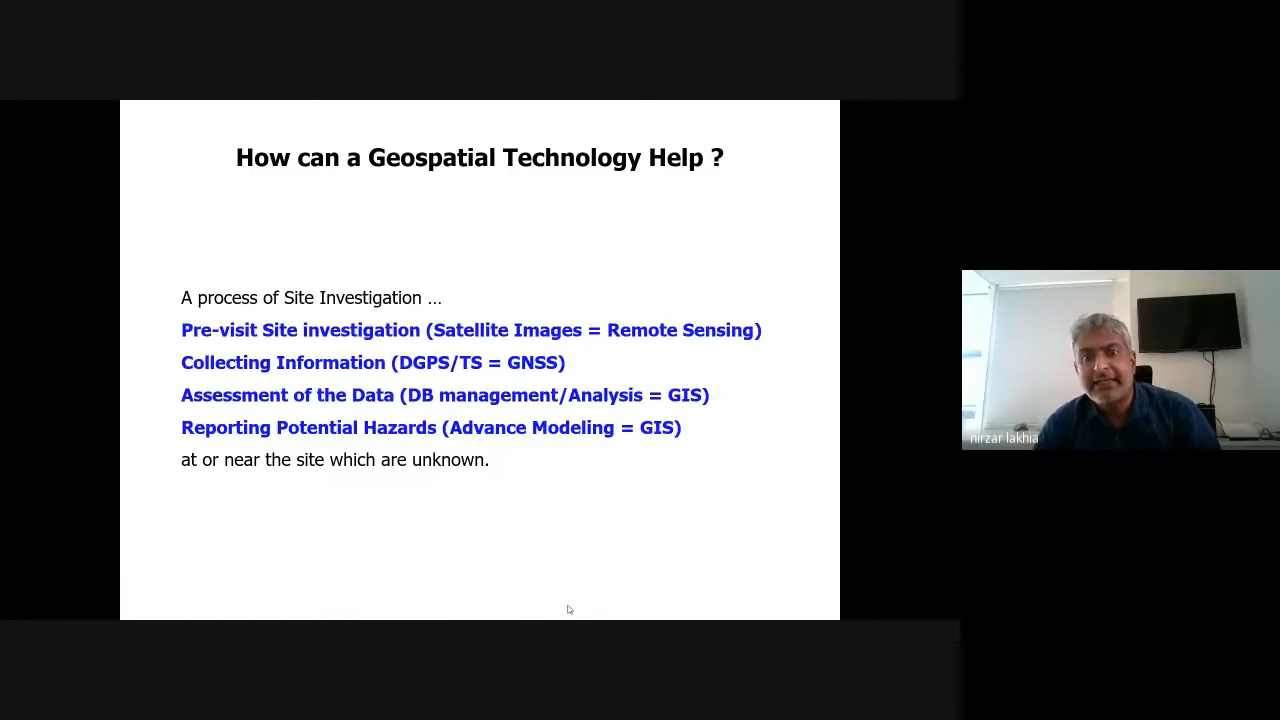 How can a Geospatial Technology Help ?
A process of Site Investigation ...
Pre-visit Site investigation (Satellite Images = Remote Sensing)
Collecting Information (DGPS/TS = GNSS)
Assessment of the Data (DB management/Analysis = GIS)
Reporting Potential Hazards (Advance Modeling = GIS)
at or near the site which are unknown.
nirzar lakhia